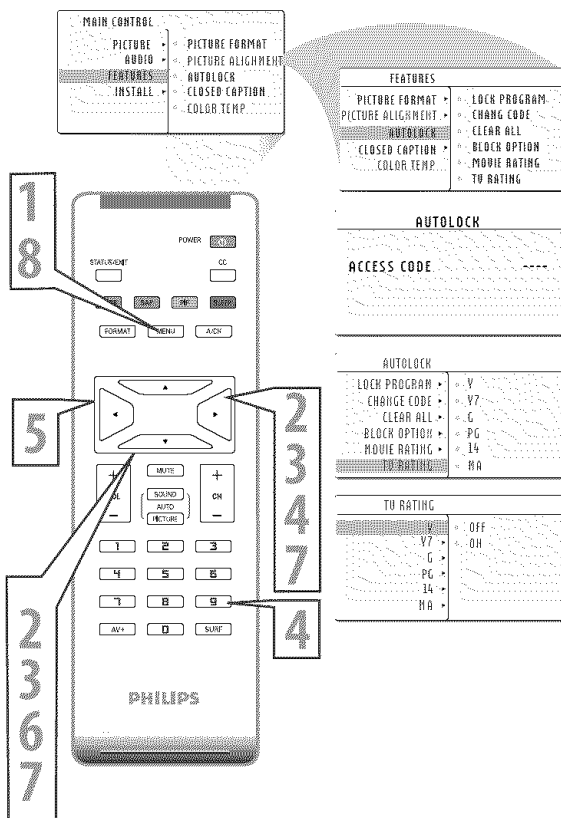 MAIN CONTROL
PICTURE
AUDIO
FEATURES
INSTALL
PICTURE FORMAT
PICTURE ALIGNMENT
AUTOLOCK
CLOSED CAPTION
COLOR TEMP
FEATURES
PICTURE FORMAT
PICTURE ALIGNMENT
AUTOLOCK
CLOSED CAPTION
COLOR TEMP
LOCK PROGRAM
CHANG CODE
CLEAR ALL
BLOCK OPTION
MOVIE RATING
TV RATING
AUTOLOCK
ACCESS CODE ----
AUTOLOCK
LOCK PROGRAM
CHANGE CODE
CLEAR ALL
BLOCK OPTION
MOVIE RATING
TV RATING
Y
Y7
G
PG
14
MA
TV RATING
Y
Y7
G
PG
14
MA
OFF
ON
1
8
POWER
STATUS/EXIT
CC
SAP
PIP
FORMAT
MENU
A/CH
5
2
3
4
7
MUTE
+
SOUND
AUTO
PICTURE
-
+
CH
-
1 2 3
4 5 6
7 8 9
AV+ 0 SURF
4
2
3
6
7
PHILIPS